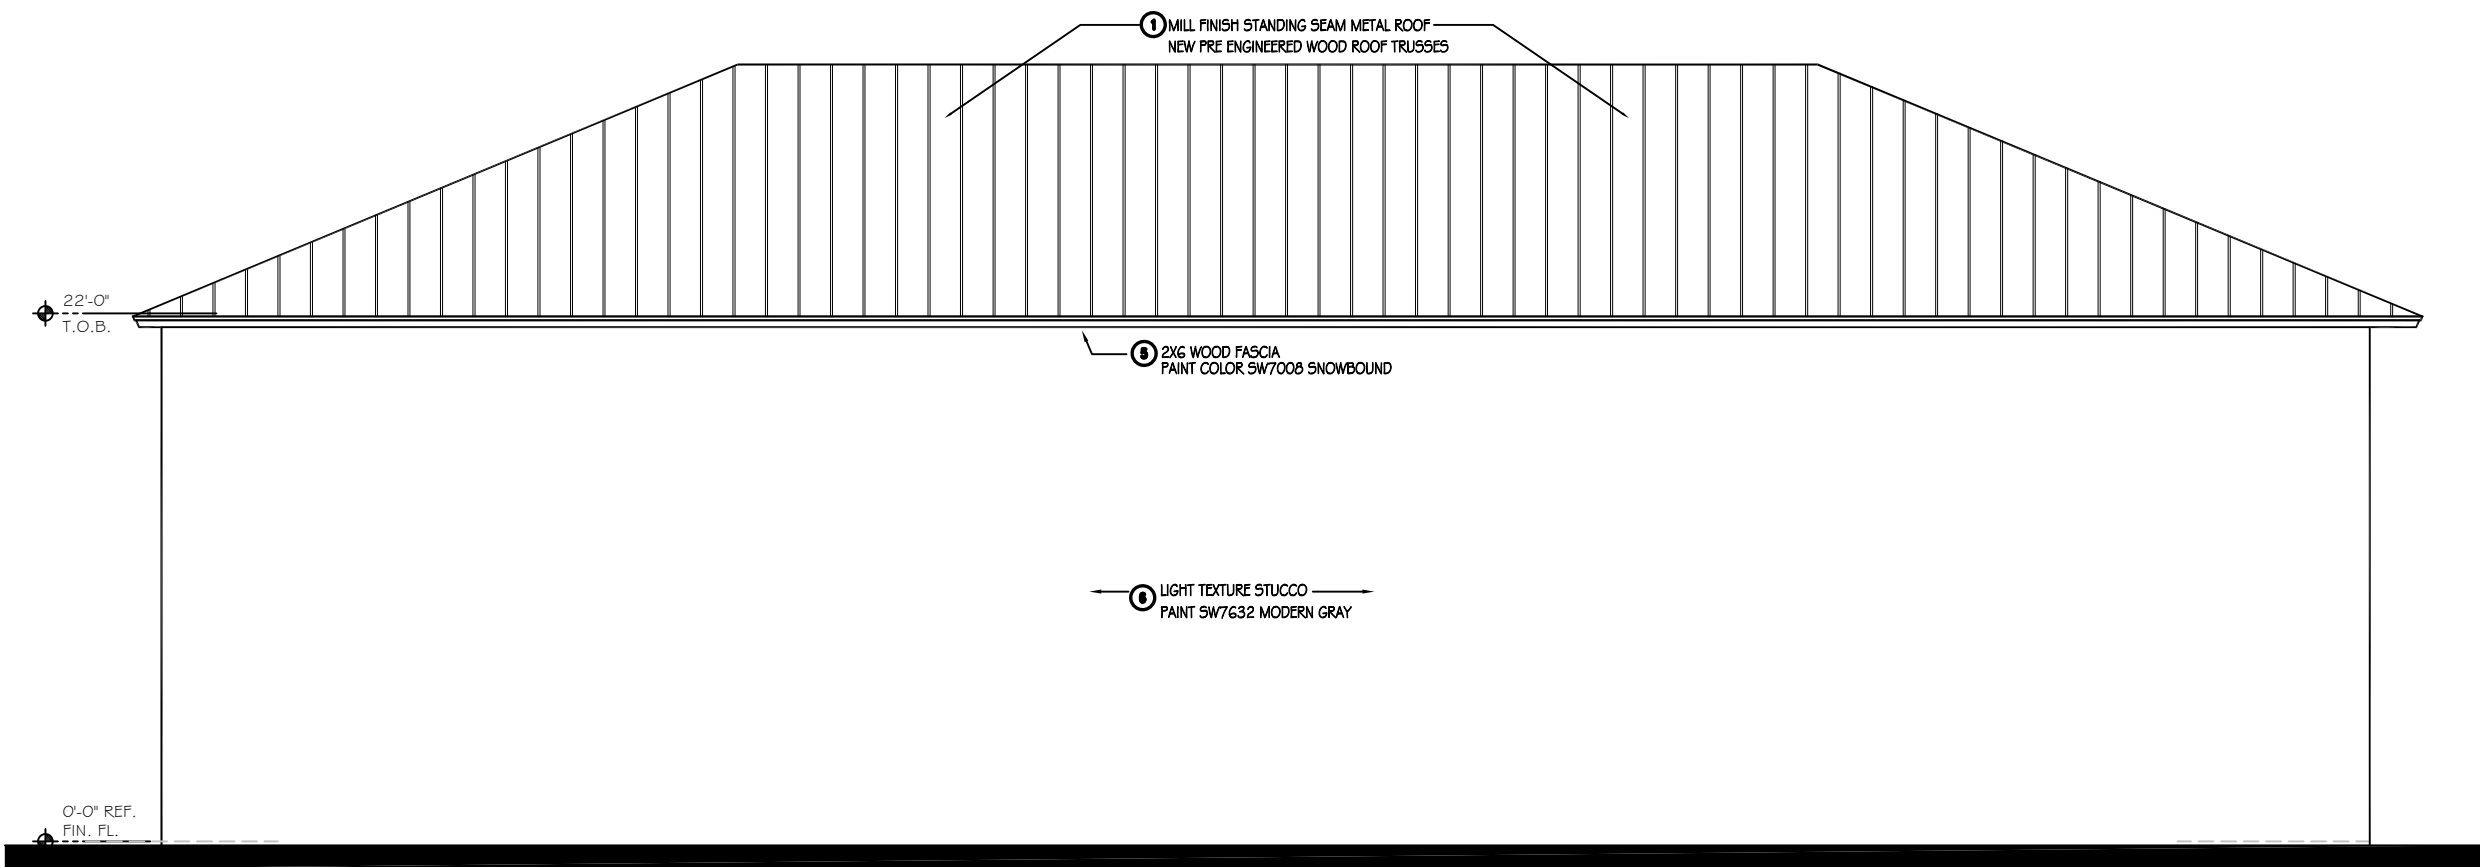 1 MILL FINISH STANDING SEAM METAL ROOF
NEW PRE ENGINEERED WOOD ROOF TRUSSES
22'-0"
T.O.B.
5 2X6 WOOD FASCIA
PAINT COLOR SW7008 SNOWBOUND
6 LIGHT TEXTURE STUCCO
PAINT SW7632 MODERN GRAY
0'-0" REF.
FIN. FL.